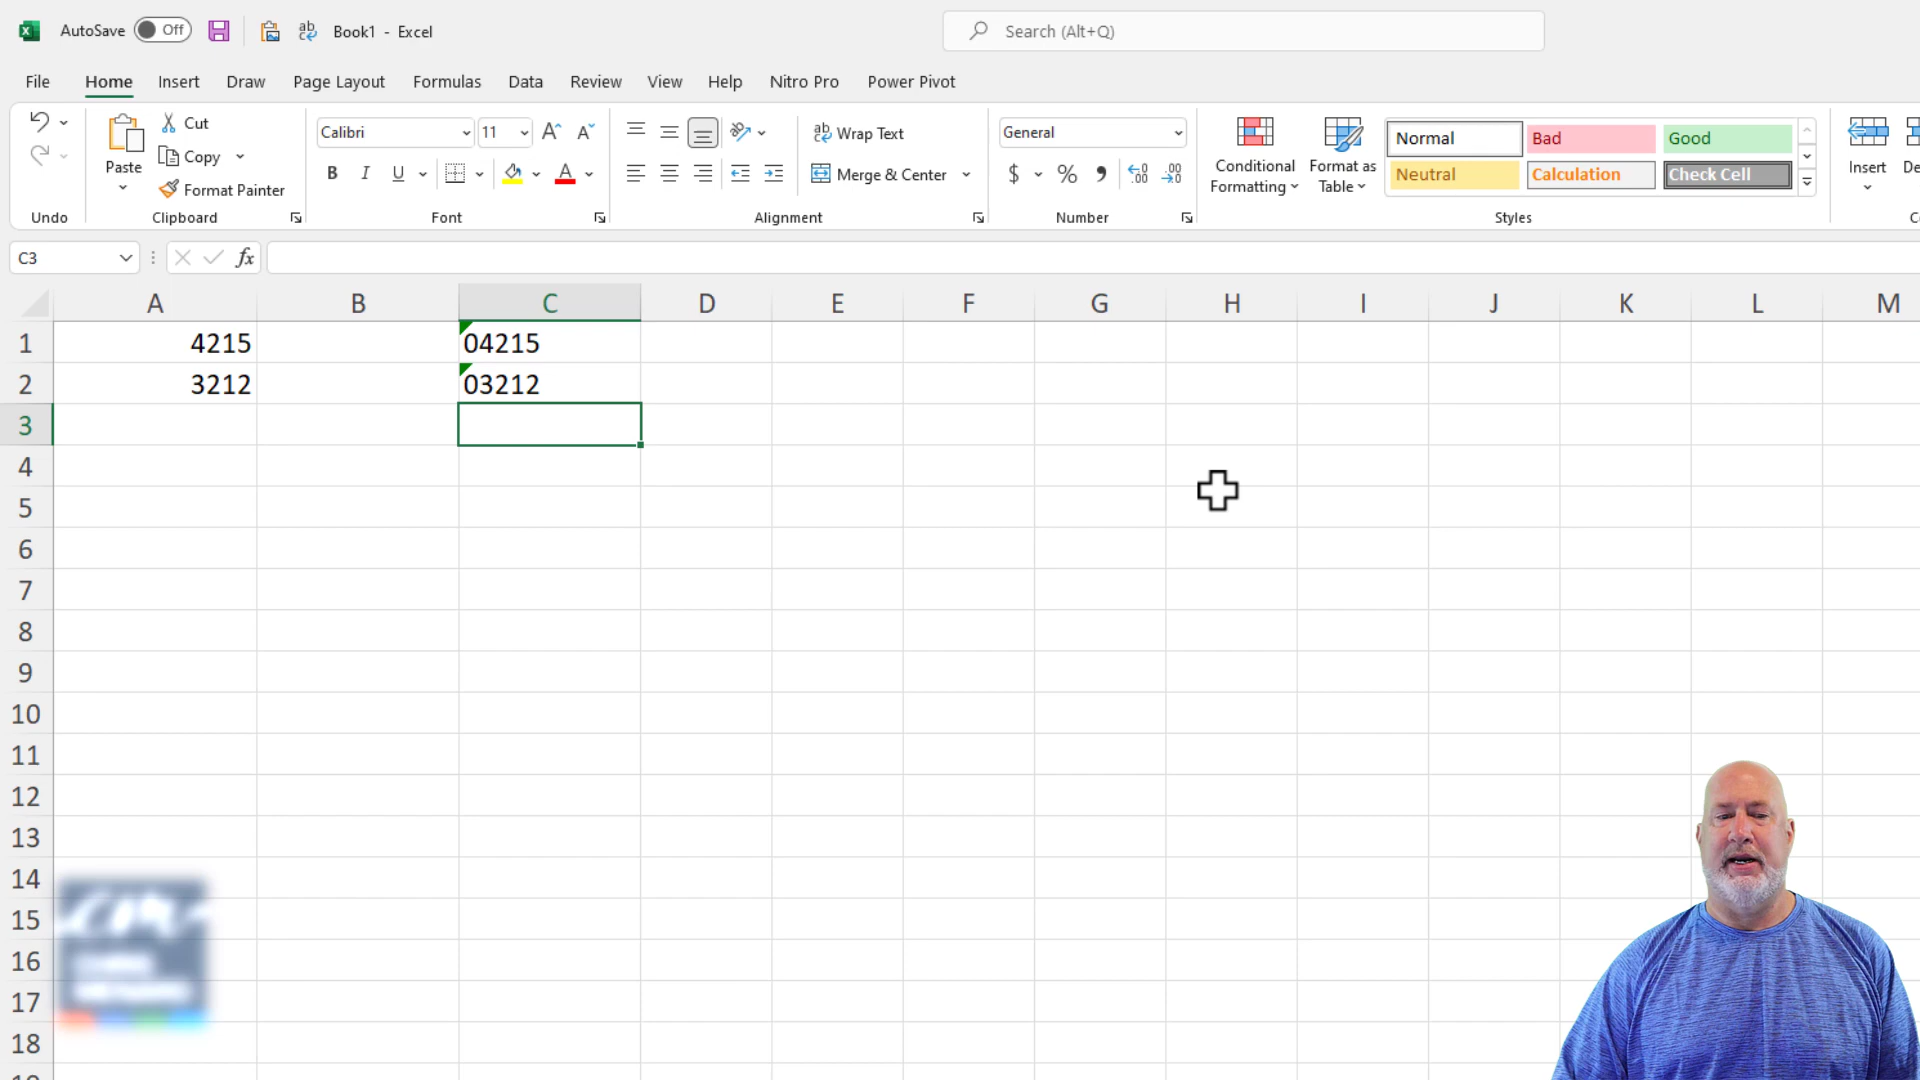 AutoSave Off Book1 - Excel Search (Alt+Q)
File Home Insert Draw Page Layout Formulas Data Review View Help Nitro Pro Power Pivot
Undo
Paste
Cut
Copy
Format Painter
Clipboard
Calibri 11
B I U A
Font
Wrap Text
Merge & Center
Alignment
General
$ % 9
Number
Conditional
Formatting
Format as
Table
Normal Bad Good
Neutral Calculation Check Cell
Styles
Insert
C3 fx
A B C D E F G H I J K L M
1 4215 04215
2 3212 03212
3
4
5
6
7
8
9
10
11
12
13
14
15
16
17
18